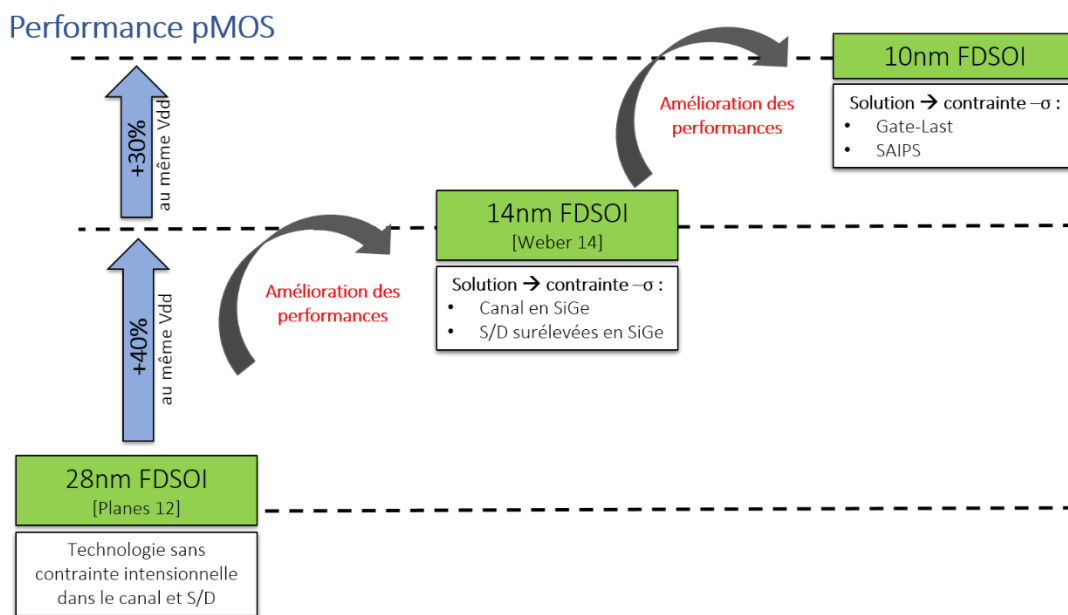 Performance pMOS
10nm FDSOI
Solution → contrainte –σ :
• Gate-Last
• SAIPS
Amélioration des
performances
+30%
au même Vdd
14nm FDSOI
[Weber 14]
Solution → contrainte –σ :
• Canal en SiGe
• S/D surélevées en SiGe
Amélioration des
performances
+40%
au même Vdd
28nm FDSOI
[Planes 12]
Technologie sans
contrainte intensionnelle
dans le canal et S/D